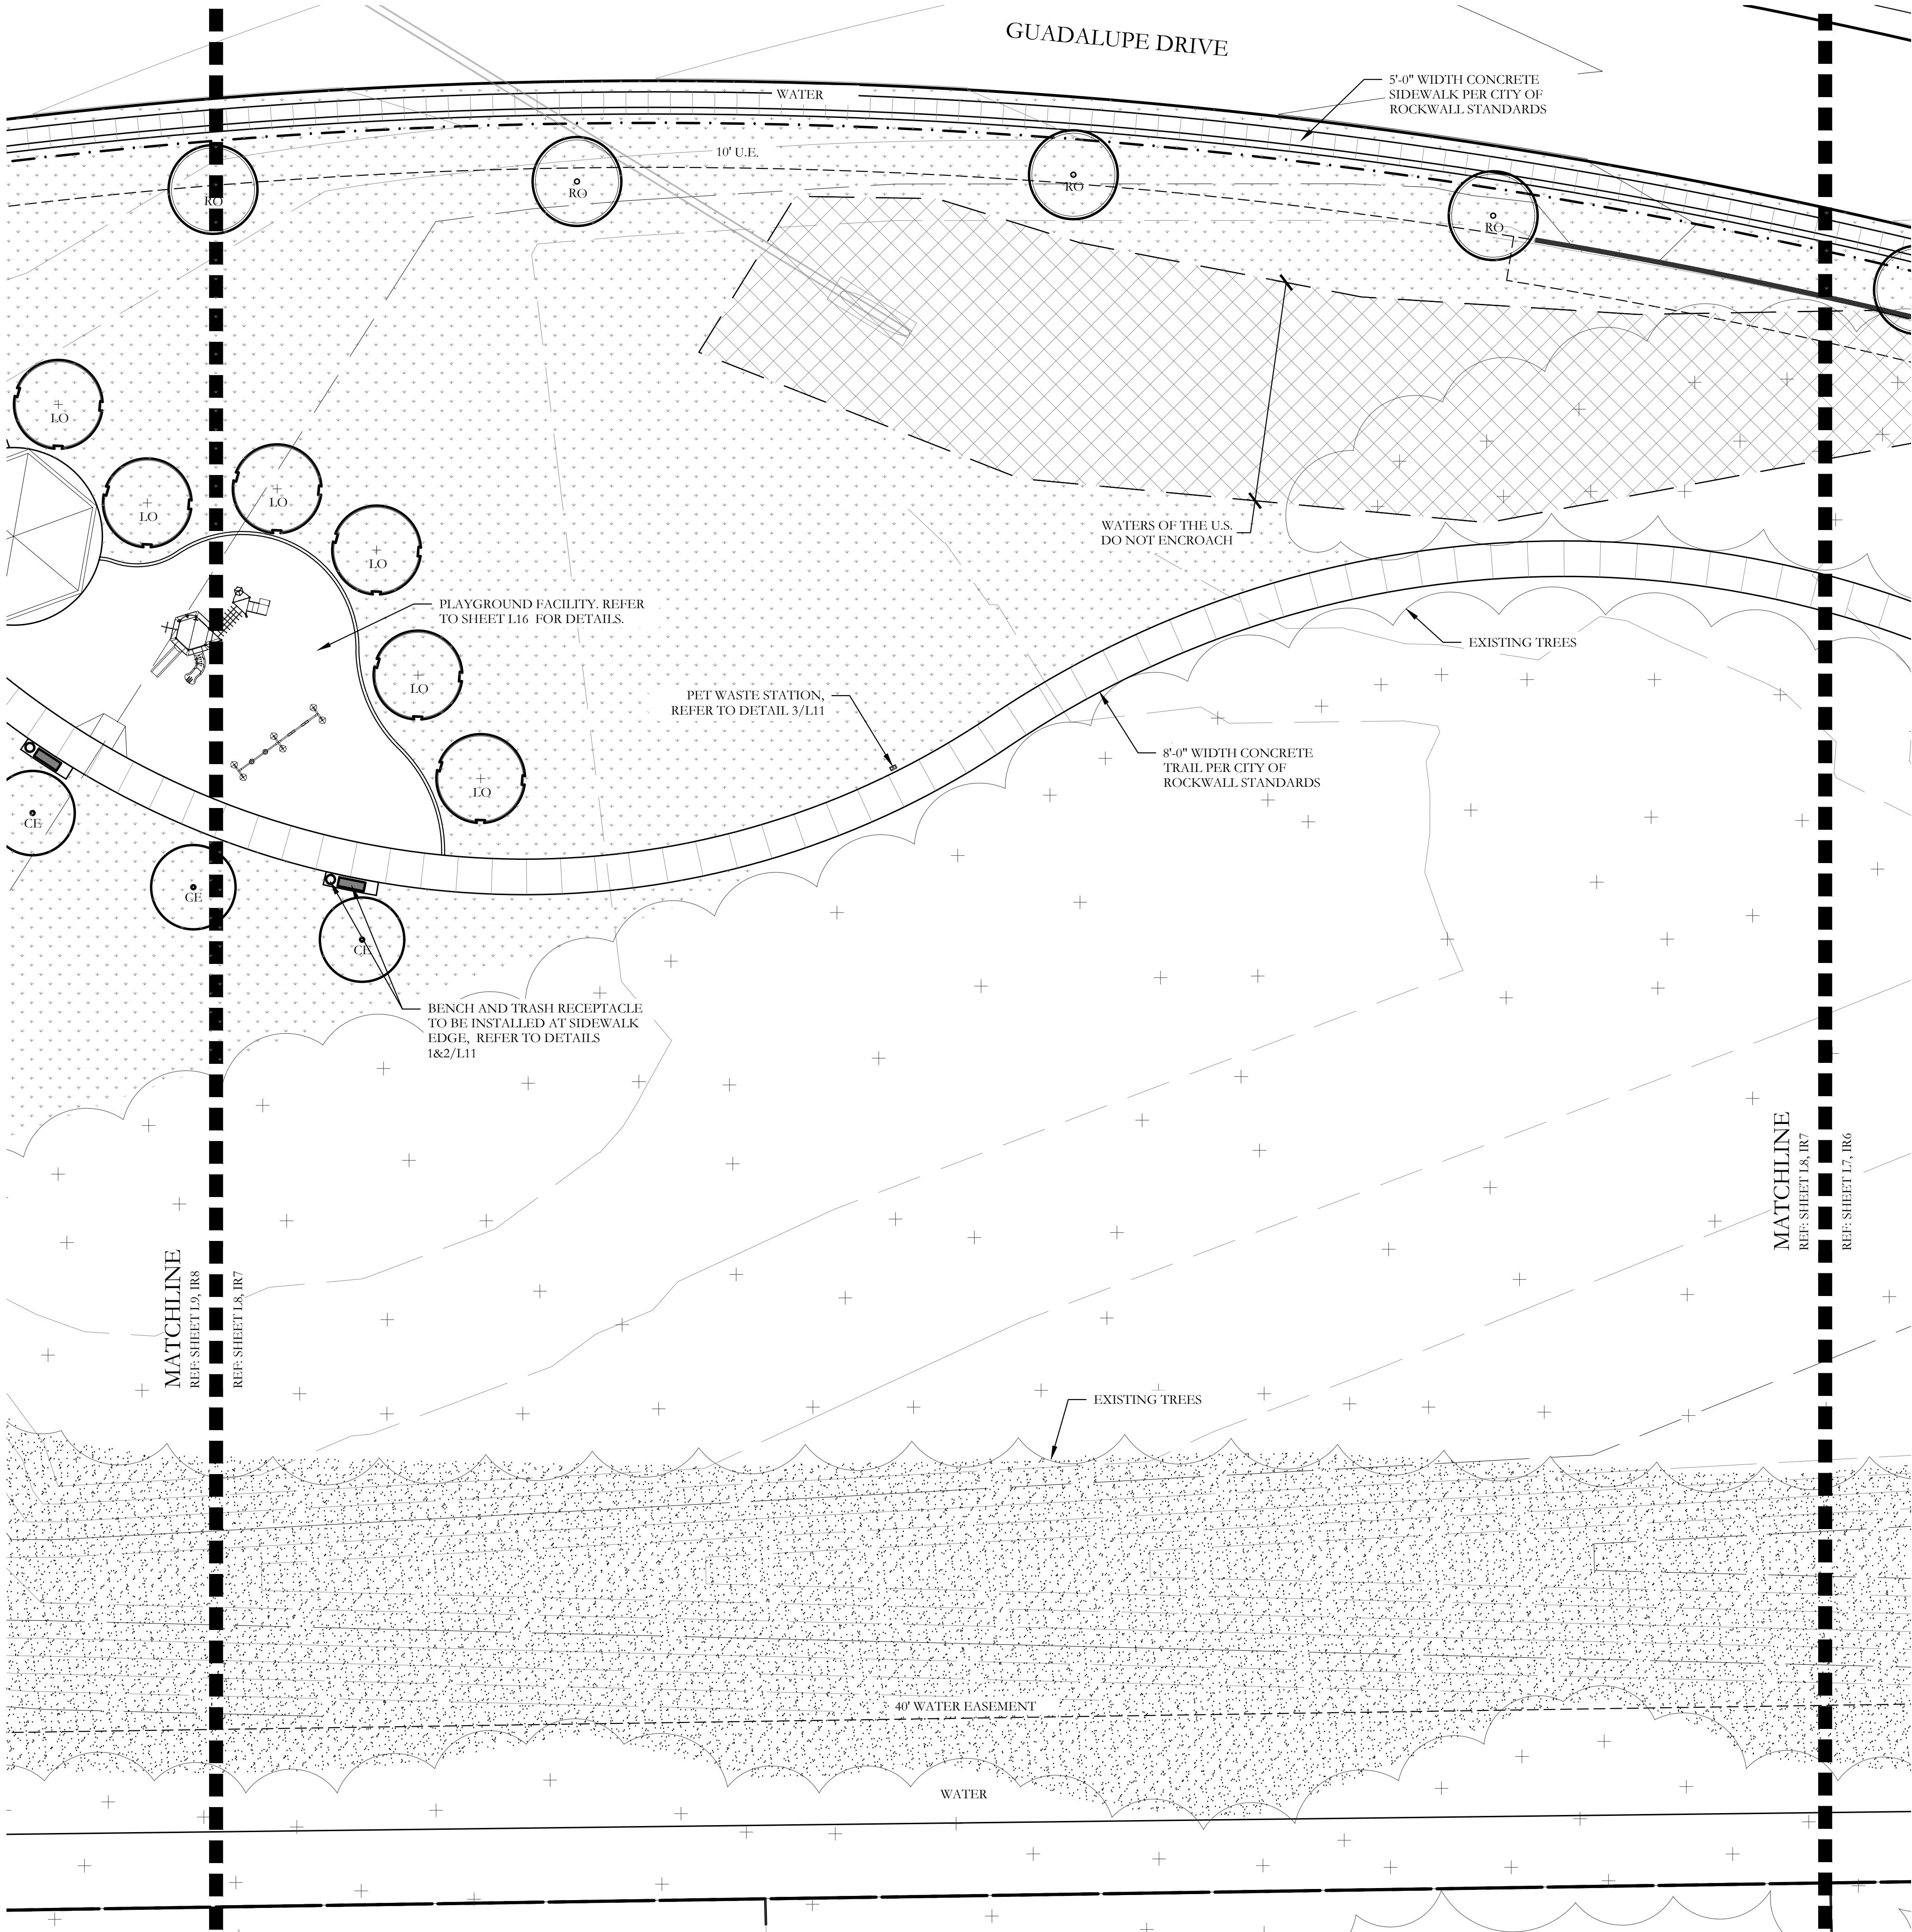 GUADALUPE DRIVE
5'-0" WIDTH CONCRETE
SIDEWALK PER CITY OF
ROCKWALL STANDARDS
WATER
10' U.E.
RO
RO
RO
RO
LO
LO
LO
LO
LO
LO
WATERS OF THE U.S.
DO NOT ENCROACH
PLAYGROUND FACILITY. REFER
TO SHEET L16 FOR DETAILS.
EXISTING TREES
PET WASTE STATION,
REFER TO DETAIL 3/L11
8'-0" WIDTH CONCRETE
TRAIL PER CITY OF
ROCKWALL STANDARDS
CE
CE
CE
BENCH AND TRASH RECEPTACLE
TO BE INSTALLED AT SIDEWALK
EDGE, REFER TO DETAILS
1&2/L11
MATCHLINE
REF: SHEET L8, IR7
REF: SHEET L7, IR6
MATCHLINE
REF: SHEET L9, IR8
REF: SHEET L8, IR7
EXISTING TREES
40' WATER EASEMENT
WATER